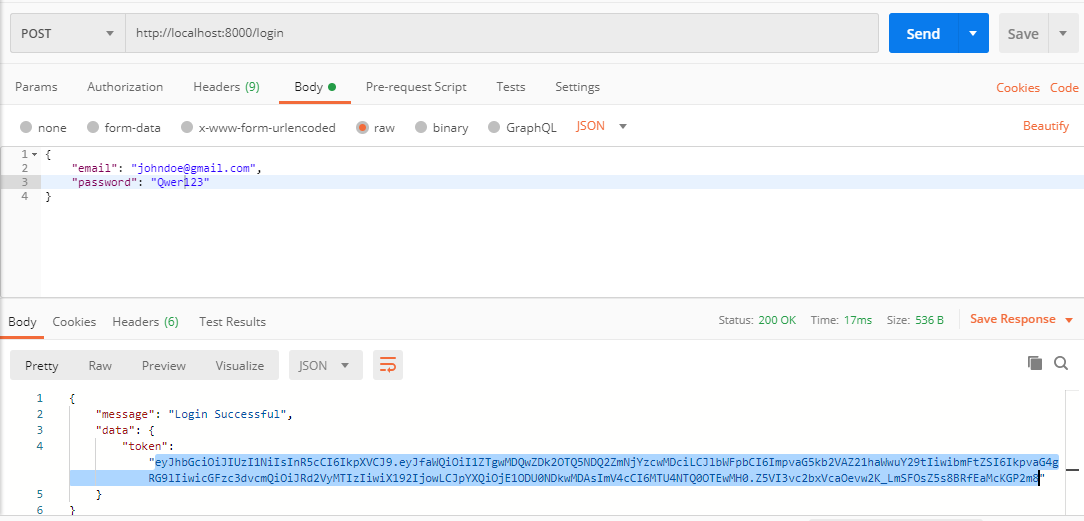 POST http://localhost:8000/login Send Save
Params Authorization Headers (9) Body Pre-request Script Tests Settings Cookies Code
none form-data x-www-form-urlencoded raw binary GraphQL JSON Beautify
1 {
2 "email": "johndoe@gmail.com",
3 "password": "Qwer123"
4 }
Body Cookies Headers (6) Test Results Status: 200 OK Time: 17ms Size: 536 B Save Response
Pretty Raw Preview Visualize JSON
1 {
2 "message": "Login Successful",
3 "data": {
4 "token":
"eyJhbGciOiJIUzI1NiIsInR5cCI6IkpXVCJ9.eyJfaWQiOiI1ZTgwMDQwZDk2OTQ5NDQ2ZmNjYzcwMDciLCJlbWFpbCI6ImpvaG5kb2VAZ21haWwuY29tIiwibmFtZSI6IkpvaG4g
RG9lIiwicGFzc3dvcmQiOiJRd2VyMTIzIiwiX192IjowLCJpYXQiOjE1ODU0NDkwMDAsImV4cCI6MTU4NTQ0OTEwMH0.Z5VI3vc2bxVcaOevw2K_LmSFOsZ5s8BRfEaMcKGP2m8"
5 }
6 }